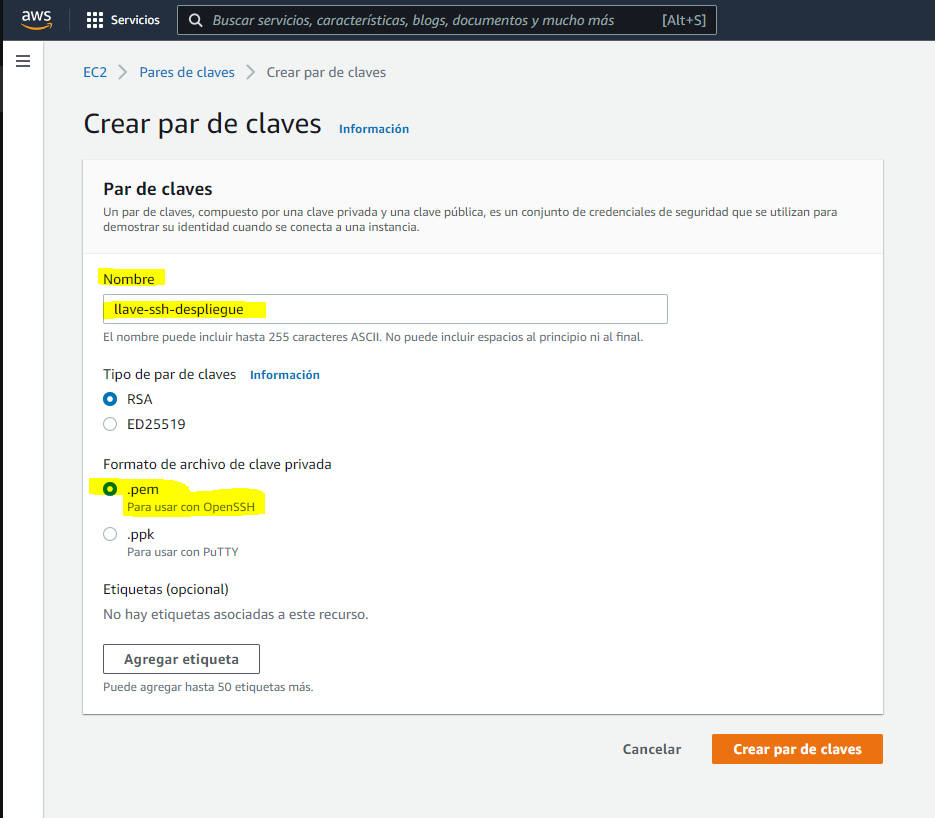 aws Servicios Buscar servicios, características, blogs, documentos y mucho más [Alt+S]
EC2 Pares de claves Crear par de claves
Crear par de claves Información
Par de claves
Un par de claves, compuesto por una clave privada y una clave pública, es un conjunto de credenciales de seguridad que se utilizan para
demostrar su identidad cuando se conecta a una instancia.
Nombre
llave-ssh-despliegue
El nombre puede incluir hasta 255 caracteres ASCII. No puede incluir espacios al principio ni al final.
Tipo de par de claves Información
RSA
ED25519
Formato de archivo de clave privada
.pem
Para usar con OpenSSH
.ppk
Para usar con PuTTY
Etiquetas (opcional)
No hay etiquetas asociadas a este recurso.
Agregar etiqueta
Puede agregar hasta 50 etiquetas más.
Cancelar Crear par de claves